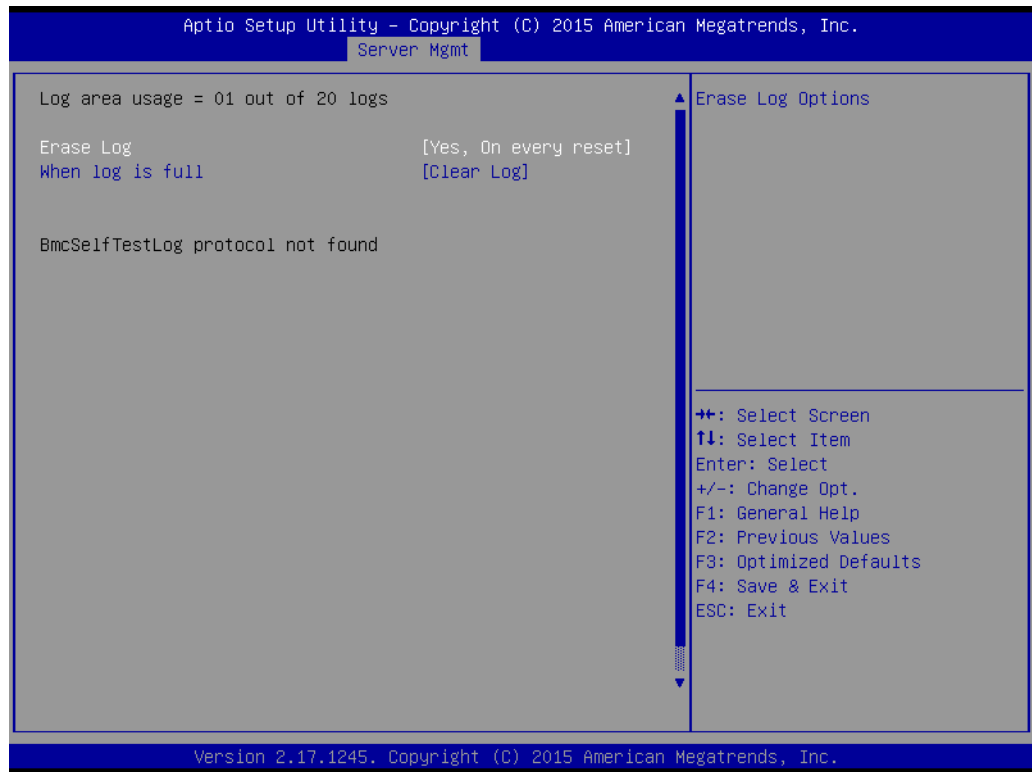 Aptio Setup Utility – Copyright (C) 2015 American Megatrends, Inc.
Server Mgmt
Log area usage = 01 out of 20 logs
Erase Log [Yes, On every reset]
When log is full [Clear Log]
BmcSelfTestLog protocol not found
Erase Log Options
→←: Select Screen
↑↓: Select Item
Enter: Select
+/-: Change Opt.
F1: General Help
F2: Previous Values
F3: Optimized Defaults
F4: Save & Exit
ESC: Exit
Version 2.17.1245. Copyright (C) 2015 American Megatrends, Inc.